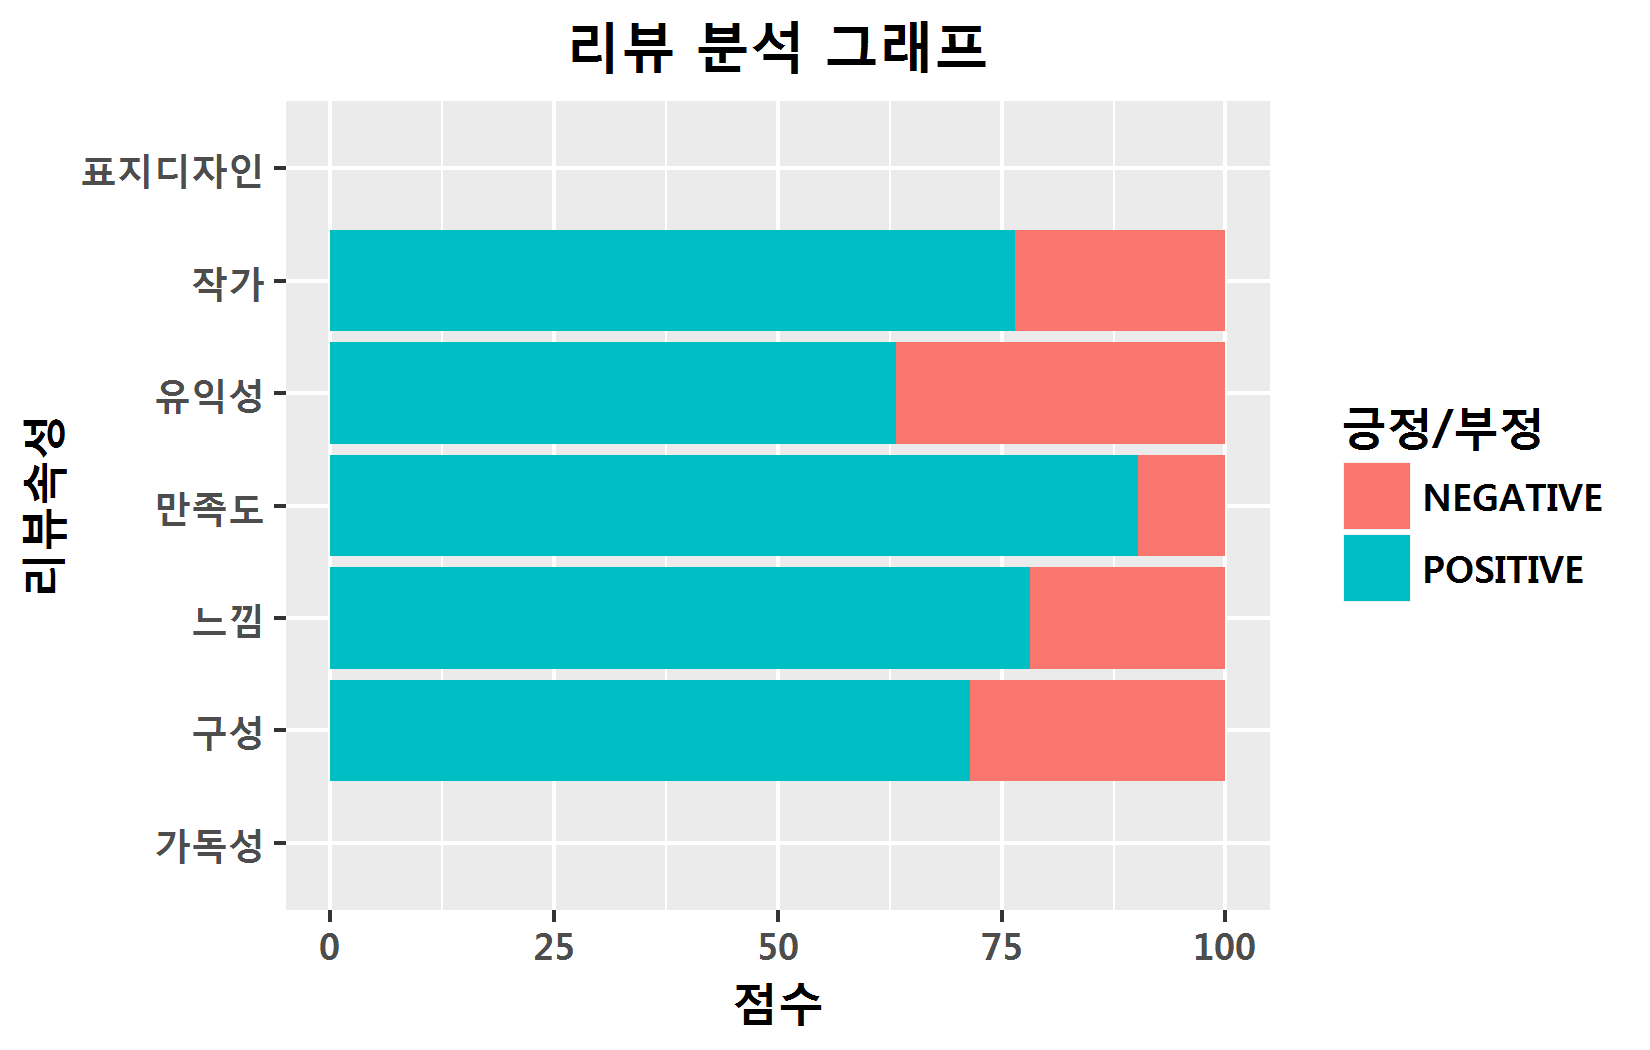 리뷰 분석 그래프
리뷰속성
표지디자인
작가
유익성
만족도
느낌
구성
가독성
0 25 50 75 100
점수
긍정/부정
NEGATIVE
POSITIVE